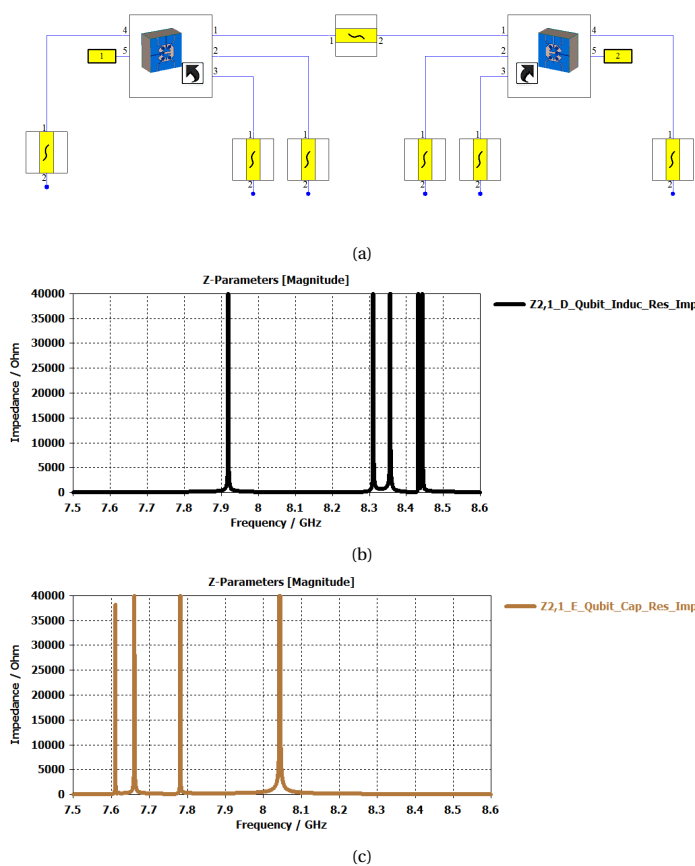 4 1 1 4
1 5 2 1 2 2 5 2
3 3
1 1 1 1 1 1
2 2 2 2 2 2
(a)
Z-Parameters [Magnitude]
40000
35000
30000
25000
20000
15000
10000
5000
0
Impedance / Ohm
Z2,1_D_Qubit_Induc_Res_Imp
7.5 7.6 7.7 7.8 7.9 8 8.1 8.2 8.3 8.4 8.5 8.6
Frequency / GHz
(b)
Z-Parameters [Magnitude]
40000
35000
30000
25000
20000
15000
10000
5000
0
Impedance / Ohm
Z2,1_E_Qubit_Cap_Res_Imp
7.5 7.6 7.7 7.8 7.9 8 8.1 8.2 8.3 8.4 8.5 8.6
Frequency / GHz
(c)